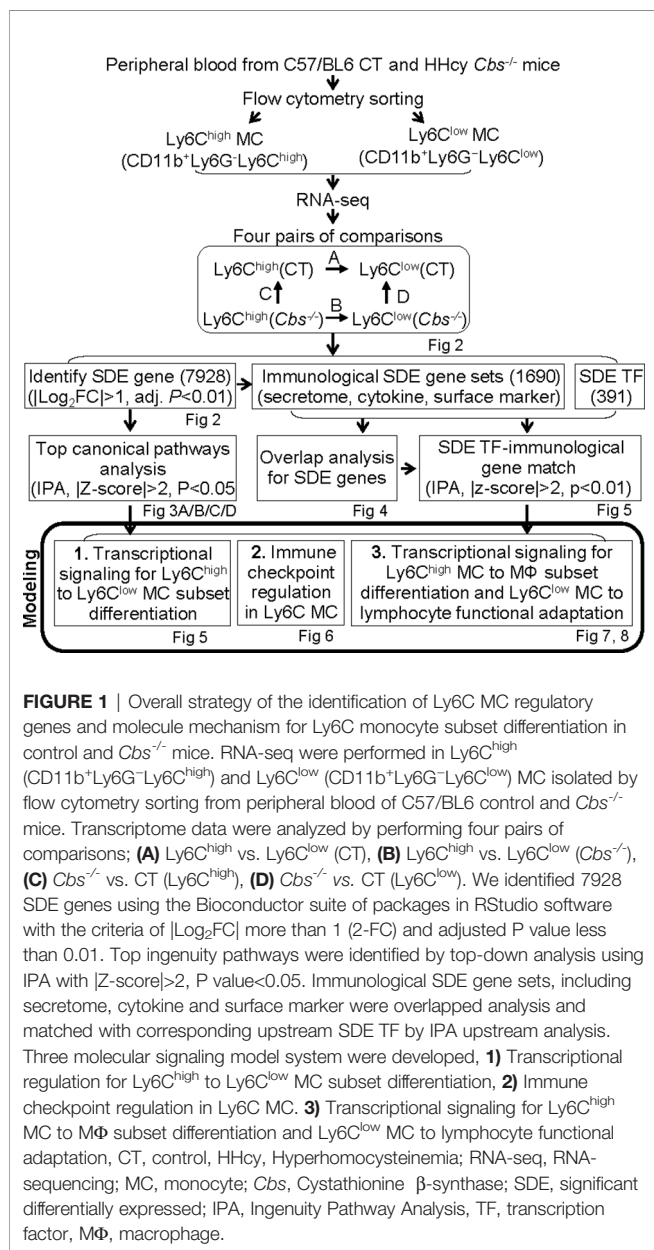 Peripheral blood from C57/BL6 CT and HHcy Cbs-/- mice
Flow cytometry sorting
Ly6Chigh MC
(CD11b+Ly6G-Ly6Chigh)
Ly6Clow MC
(CD11b+Ly6G−Ly6Clow)
RNA-seq
Four pairs of comparisons
Ly6Chigh(CT)
A
Ly6Clow(CT)
C
B
D
Ly6Chigh(Cbs-/-)
Ly6Clow(Cbs-/-)
Fig 2
Identify SDE gene (7928)
(|Log2FC|>1, adj. P<0.01)
Fig 2
Immunological SDE gene sets (1690)
(secretome, cytokine, surface marker)
SDE TF
(391)
Top canonical pathways
analysis
(IPA, |Z-score|>2, P<0.05
Fig 3A/B/C/D
Overlap analysis
for SDE genes
Fig 4
SDE TF-immunological
gene match
(IPA, |z-score|>2, p<0.01)
Fig 5
Modeling
1. Transcriptional
signaling for Ly6Chigh
to Ly6Clow MC subset
differentiation
Fig 5
2. Immune
checkpoint
regulation
in Ly6C MC
Fig 6
3. Transcriptional signaling for
Ly6Chigh MC to MΦ subset
differentiation and Ly6Clow MC to
lymphocyte functional adaptation
Fig 7, 8
FIGURE 1 | Overall strategy of the identification of Ly6C MC regulatory
genes and molecule mechanism for Ly6C monocyte subset differentiation in
control and Cbs-/- mice. RNA-seq were performed in Ly6Chigh
(CD11b+Ly6G−Ly6Chigh) and Ly6Clow (CD11b+Ly6G−Ly6Clow) MC isolated by
flow cytometry sorting from peripheral blood of C57/BL6 control and Cbs-/-
mice. Transcriptome data were analyzed by performing four pairs of
comparisons; (A) Ly6Chigh vs. Ly6Clow (CT), (B) Ly6Chigh vs. Ly6Clow (Cbs-/-),
(C) Cbs-/- vs. CT (Ly6Chigh), (D) Cbs-/- vs. CT (Ly6Clow). We identified 7928
SDE genes using the Bioconductor suite of packages in RStudio software
with the criteria of |Log2FC| more than 1 (2-FC) and adjusted P value less
than 0.01. Top ingenuity pathways were identified by top-down analysis using
IPA with |Z-score|>2, P value<0.05. Immunological SDE gene sets, including
secretome, cytokine and surface marker were overlapped analysis and
matched with corresponding upstream SDE TF by IPA upstream analysis.
Three molecular signaling model system were developed, 1) Transcriptional
regulation for Ly6Chigh to Ly6Clow MC subset differentiation, 2) Immune
checkpoint regulation in Ly6C MC. 3) Transcriptional signaling for Ly6Chigh
MC to MΦ subset differentiation and Ly6Clow MC to lymphocyte functional
adaptation, CT, control, HHcy, Hyperhomocysteinemia; RNA-seq, RNA-
sequencing; MC, monocyte; Cbs, Cystathionine β-synthase; SDE, significant
differentially expressed; IPA, Ingenuity Pathway Analysis, TF, transcription
factor, MΦ, macrophage.